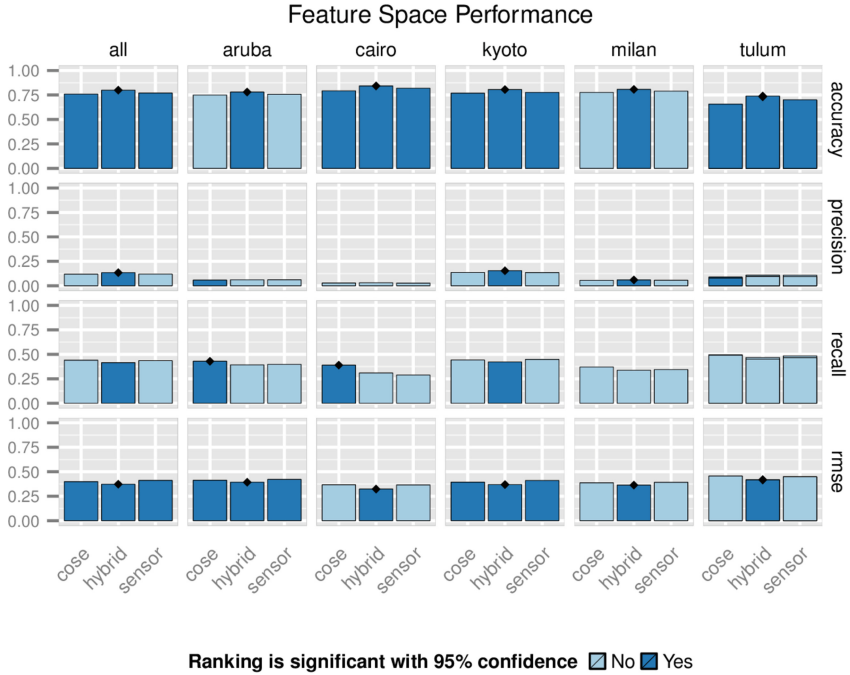 Feature Space Performance
all aruba cairo kyoto milan tulum
1.00
0.75
0.50
0.25
0.00
accuracy
1.00
0.75
0.50
0.25
0.00
precision
1.00
0.75
0.50
0.25
0.00
recall
1.00
0.75
0.50
0.25
0.00
rmse
cose hybrid sensor cose hybrid sensor cose hybrid sensor cose hybrid sensor cose hybrid sensor cose hybrid sensor
Ranking is significant with 95% confidence No Yes